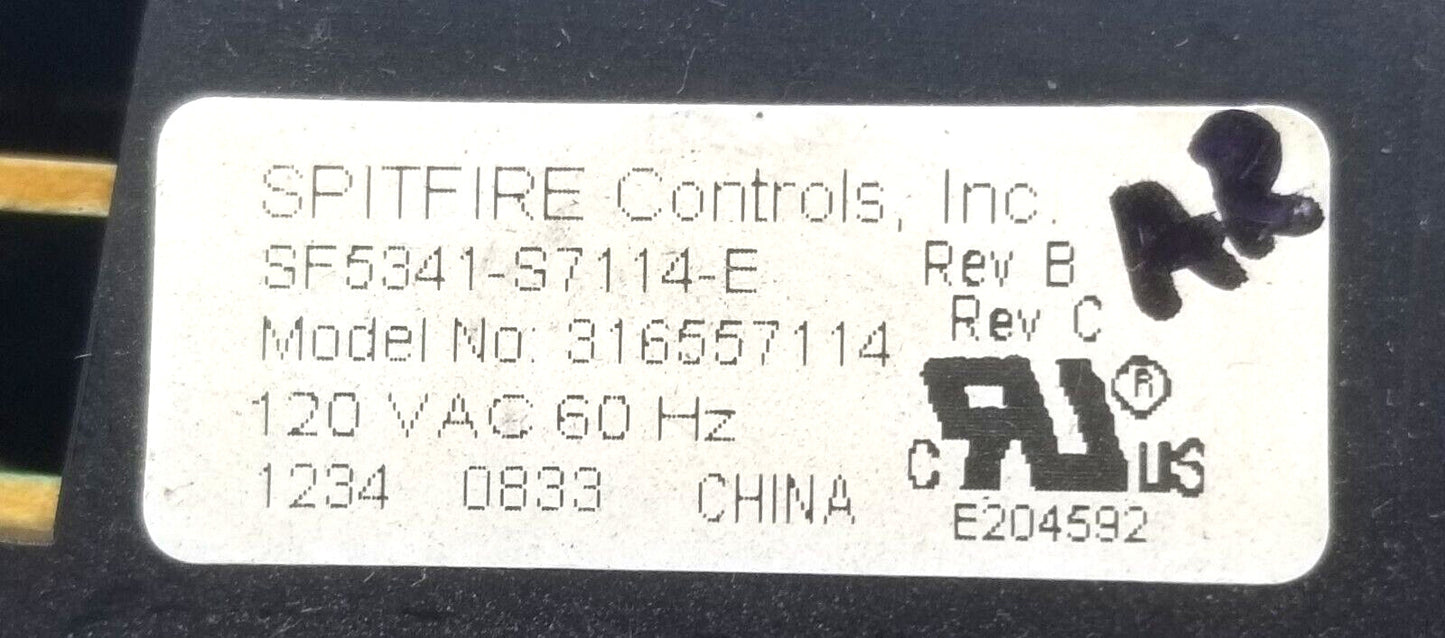 SPITFIRE Controls, Inc.
SF5341-S7114-E Rev B
Rev C
Model No: 316557114
120 VAC 60 Hz
1234 0833 CHINA
C RU ® US
E204592